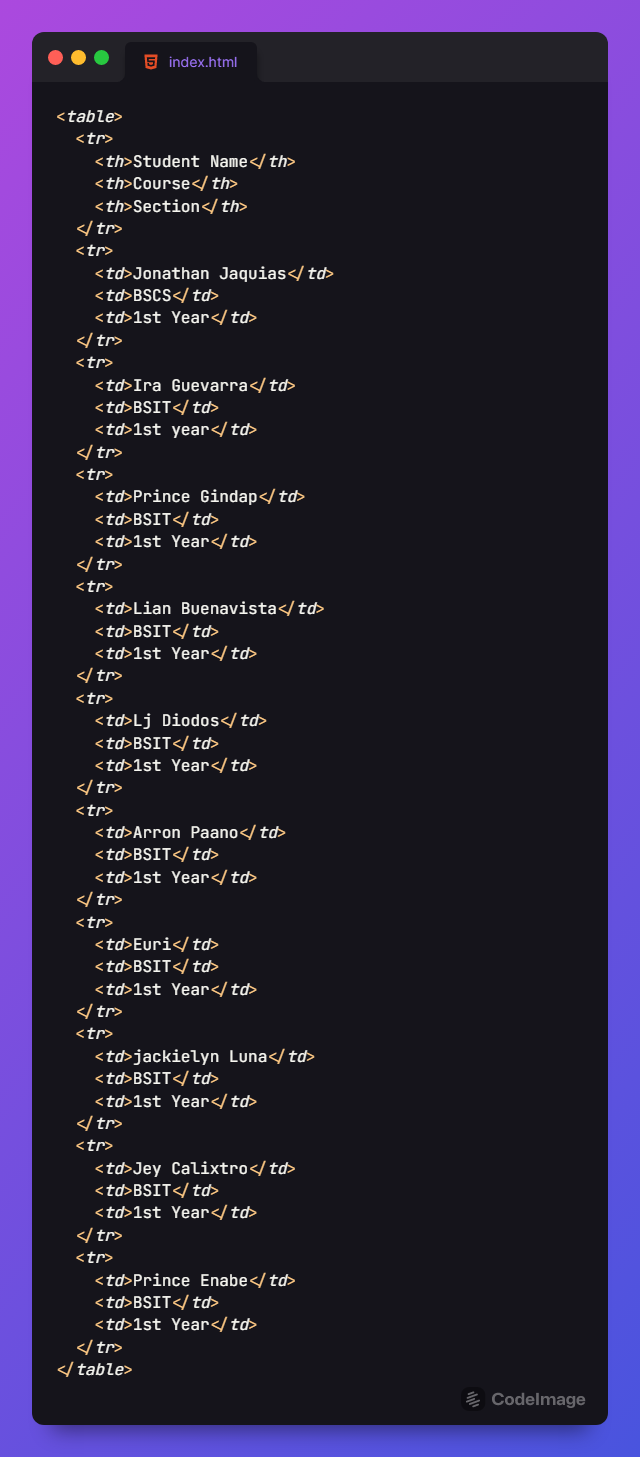 index.html
<table>
<tr>
<th>Student Name</th>
<th>Course</th>
<th>Section</th>
</tr>
<tr>
<td>Jonathan Jaquias</td>
<td>BSCS</td>
<td>1st Year</td>
</tr>
<tr>
<td>Ira Guevarra</td>
<td>BSIT</td>
<td>1st year</td>
</tr>
<tr>
<td>Prince Gindap</td>
<td>BSIT</td>
<td>1st Year</td>
</tr>
<tr>
<td>Lian Buenavista</td>
<td>BSIT</td>
<td>1st Year</td>
</tr>
<tr>
<td>Lj Diodos</td>
<td>BSIT</td>
<td>1st Year</td>
</tr>
<tr>
<td>Arron Paano</td>
<td>BSIT</td>
<td>1st Year</td>
</tr>
<tr>
<td>Euri</td>
<td>BSIT</td>
<td>1st Year</td>
</tr>
<tr>
<td>jackielyn Luna</td>
<td>BSIT</td>
<td>1st Year</td>
</tr>
<tr>
<td>Jey Calixtro</td>
<td>BSIT</td>
<td>1st Year</td>
</tr>
<tr>
<td>Prince Enabe</td>
<td>BSIT</td>
<td>1st Year</td>
</tr>
</table>
CodeImage